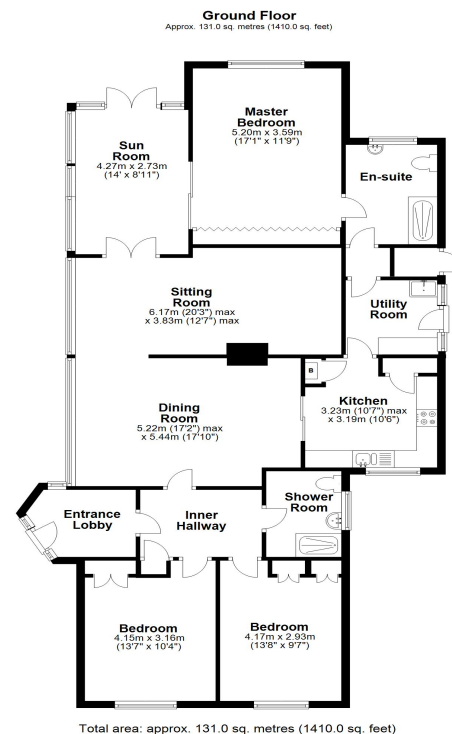 Ground Floor
Approx. 131.0 sq. metres (1410.0 sq. feet)
Master
Bedroom
5.20m x 3.59m
(17'1" x 11'9")
Sun
Room
4.27m x 2.73m
(14' x 8'11")
En-suite
Sitting
Room
6.17m (20'3") max
x 3.83m (12'7") max
Utility
Room
B
Kitchen
3.23m (10'7") max
x 3.19m (10'6")
Dining
Room
5.22m (17'2") max
x 5.44m (17'10")
Entrance
Lobby
Inner
Hallway
Shower
Room
Bedroom
4.15m x 3.16m
(13'7" x 10'4")
Bedroom
4.17m x 2.93m
(13'8" x 9'7")
Total area: approx. 131.0 sq. metres (1410.0 sq. feet)